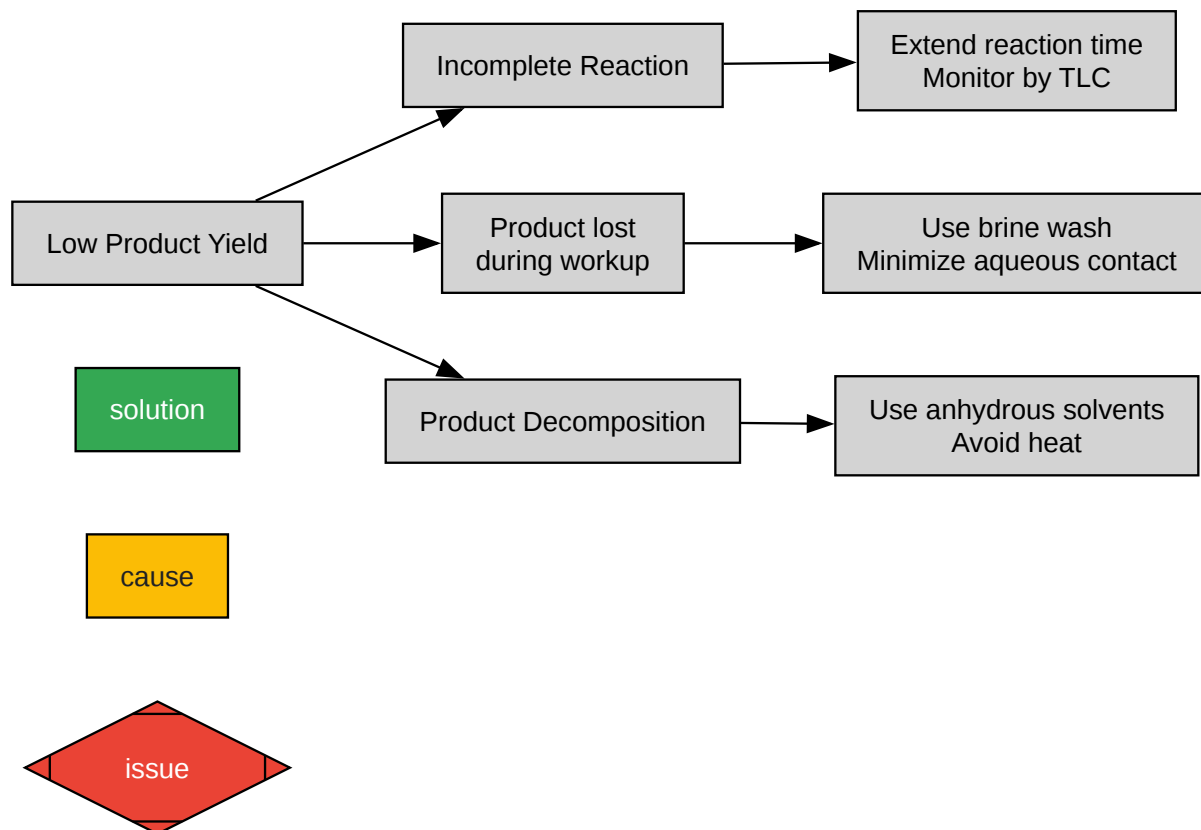 Incomplete Reaction
Extend reaction time
Monitor by TLC
Low Product Yield
Product lost
during workup
Use brine wash
Minimize aqueous contact
Product Decomposition
Use anhydrous solvents
Avoid heat
solution
cause
issue